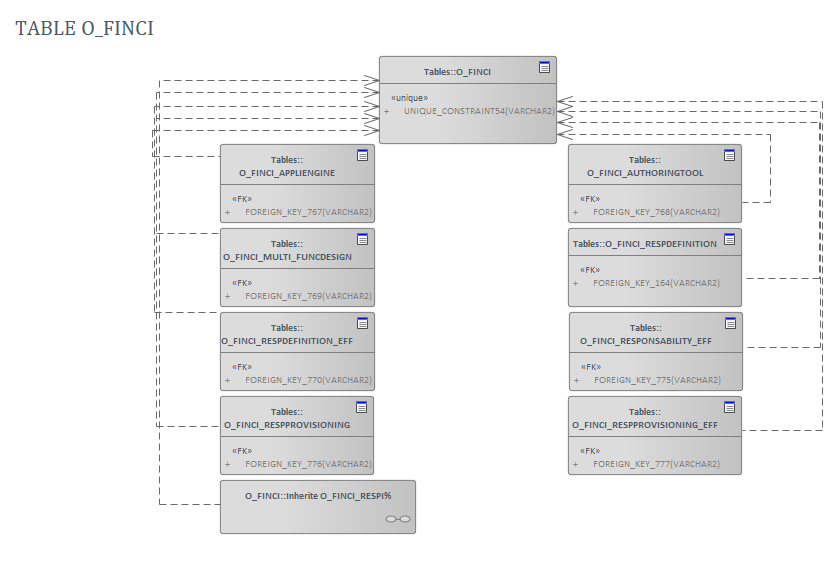 TABLE O_FINCI
Tables::O_FINCI
«unique»
+ UNIQUE_CONSTRAINT54(VARCHAR2)
Tables::
O_FINCI_APPLIENGINE
«FK»
+ FOREIGN_KEY_767(VARCHAR2)
Tables::
O_FINCI_AUTHORINGTOOL
«FK»
+ FOREIGN_KEY_768(VARCHAR2)
Tables::
O_FINCI_MULTI_FUNCDESIGN
«FK»
+ FOREIGN_KEY_769(VARCHAR2)
Tables::O_FINCI_RESPDEFINITION
«FK»
+ FOREIGN_KEY_164(VARCHAR2)
Tables::
O_FINCI_RESPDEFINITION_EFF
«FK»
+ FOREIGN_KEY_770(VARCHAR2)
Tables::
O_FINCI_RESPONSABILITY_EFF
«FK»
+ FOREIGN_KEY_775(VARCHAR2)
Tables::
O_FINCI_RESPPROVISIONING
«FK»
+ FOREIGN_KEY_776(VARCHAR2)
Tables::
O_FINCI_RESPPROVISIONING_EFF
«FK»
+ FOREIGN_KEY_777(VARCHAR2)
O_FINCI::Inherite O_FINCI_RESPI%